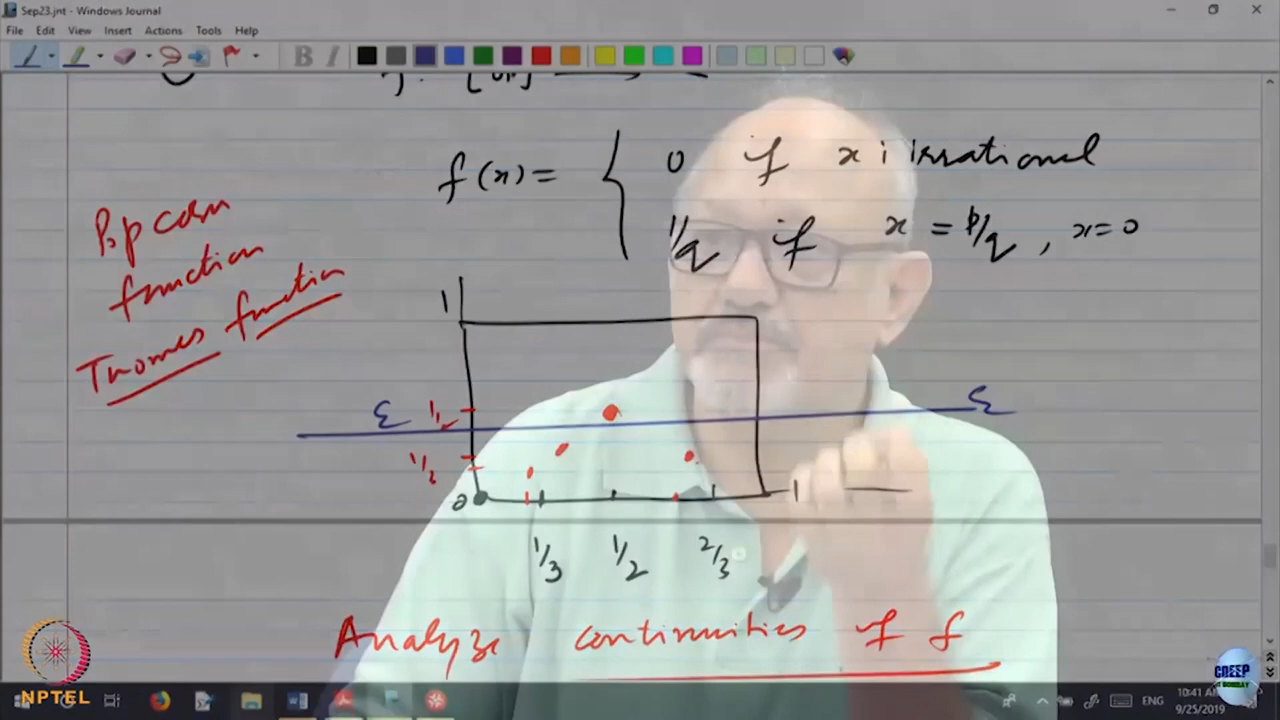 Sep23.jnt - Windows Journal
File Edit View Insert Actions Tools Help
B I
f(x) = { 0 if x i irrational
1/q if x = p/q, x=0
Popcorn
function
Thomes function
1
ε 1/2 ε
1/3
0 1
1/3 1/2 2/3
Analyze continuities of f
NPTEL
CDEEP
ENG
10:41 AM
9/25/2019